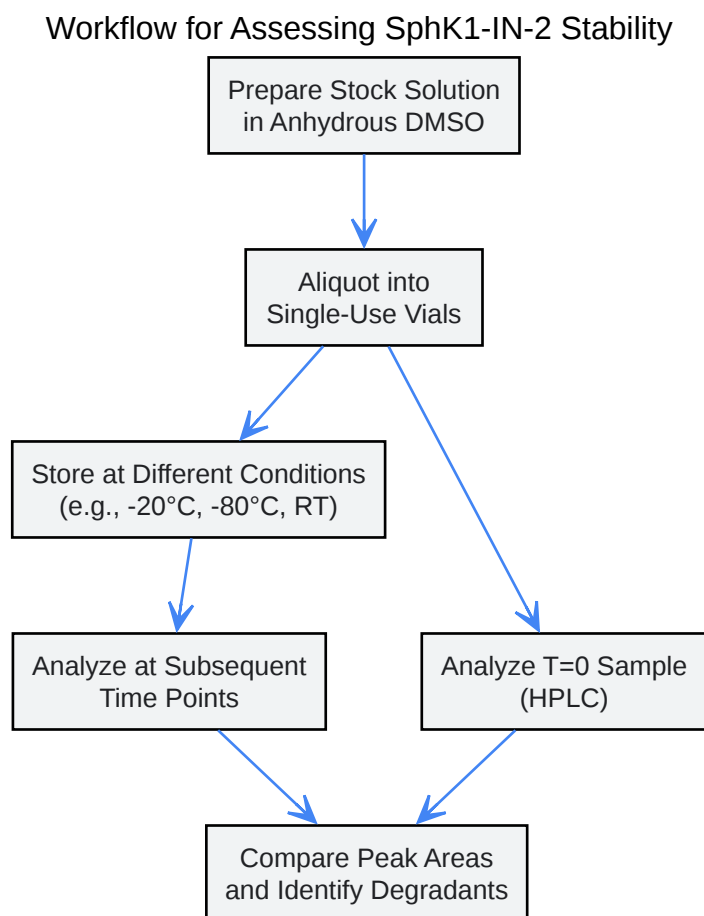 Workflow for Assessing SphK1-IN-2 Stability
Prepare Stock Solution
in Anhydrous DMSO
Aliquot into
Single-Use Vials
Store at Different Conditions
(e.g., -20°C, -80°C, RT)
Analyze at Subsequent
Time Points
Analyze T=0 Sample
(HPLC)
Compare Peak Areas
and Identify Degradants